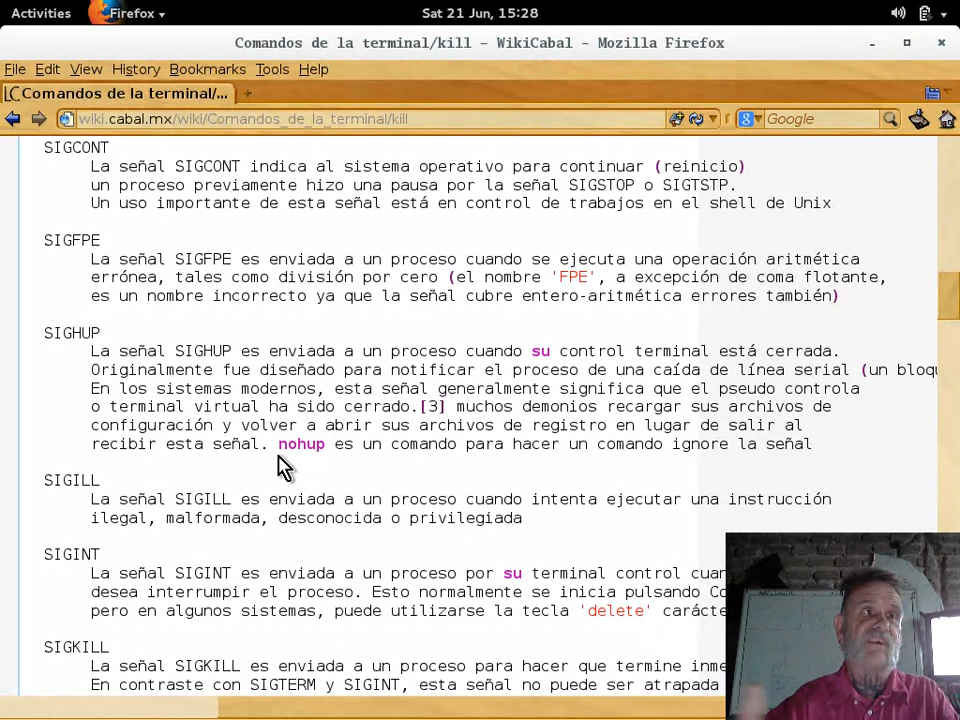 Activities Firefox Sat 21 Jun, 15:28
Comandos de la terminal/kill – WikiCabal – Mozilla Firefox
File Edit View History Bookmarks Tools Help
Comandos de la terminal/...
wiki.cabal.mx/wiki/Comandos_de_la_terminal/kill Google
SIGCONT
La señal SIGCONT indica al sistema operativo para continuar (reinicio)
un proceso previamente hizo una pausa por la señal SIGSTOP o SIGTSTP.
Un uso importante de esta señal está en control de trabajos en el shell de Unix
SIGFPE
La señal SIGFPE es enviada a un proceso cuando se ejecuta una operación aritmética
errónea, tales como división por cero (el nombre 'FPE', a excepción de coma flotante,
es un nombre incorrecto ya que la señal cubre entero-aritmética errores también)
SIGHUP
La señal SIGHUP es enviada a un proceso cuando su control terminal está cerrada.
Originalmente fue diseñado para notificar el proceso de una caída de línea serial (un
En los sistemas modernos, esta señal generalmente significa que el pseudo controla
o terminal virtual ha sido cerrado.[3] muchos demonios recargar sus archivos de
configuración y volver a abrir sus archivos de registro en lugar de salir al
recibir esta señal. nohup es un comando para hacer un comando ignore la señal
SIGILL
La señal SIGILL es enviada a un proceso cuando intenta ejecutar una instrucción
ilegal, malformada, desconocida o privilegiada
SIGINT
La señal SIGINT es enviada a un proceso por su terminal control
desea interrumpir el proceso. Esto normalmente se inicia pulsando
pero en algunos sistemas, puede utilizarse la tecla 'delete'
SIGKILL
La señal SIGKILL es enviada a un proceso para hacer que termine
En contraste con SIGTERM y SIGINT, esta señal no puede ser atrapada